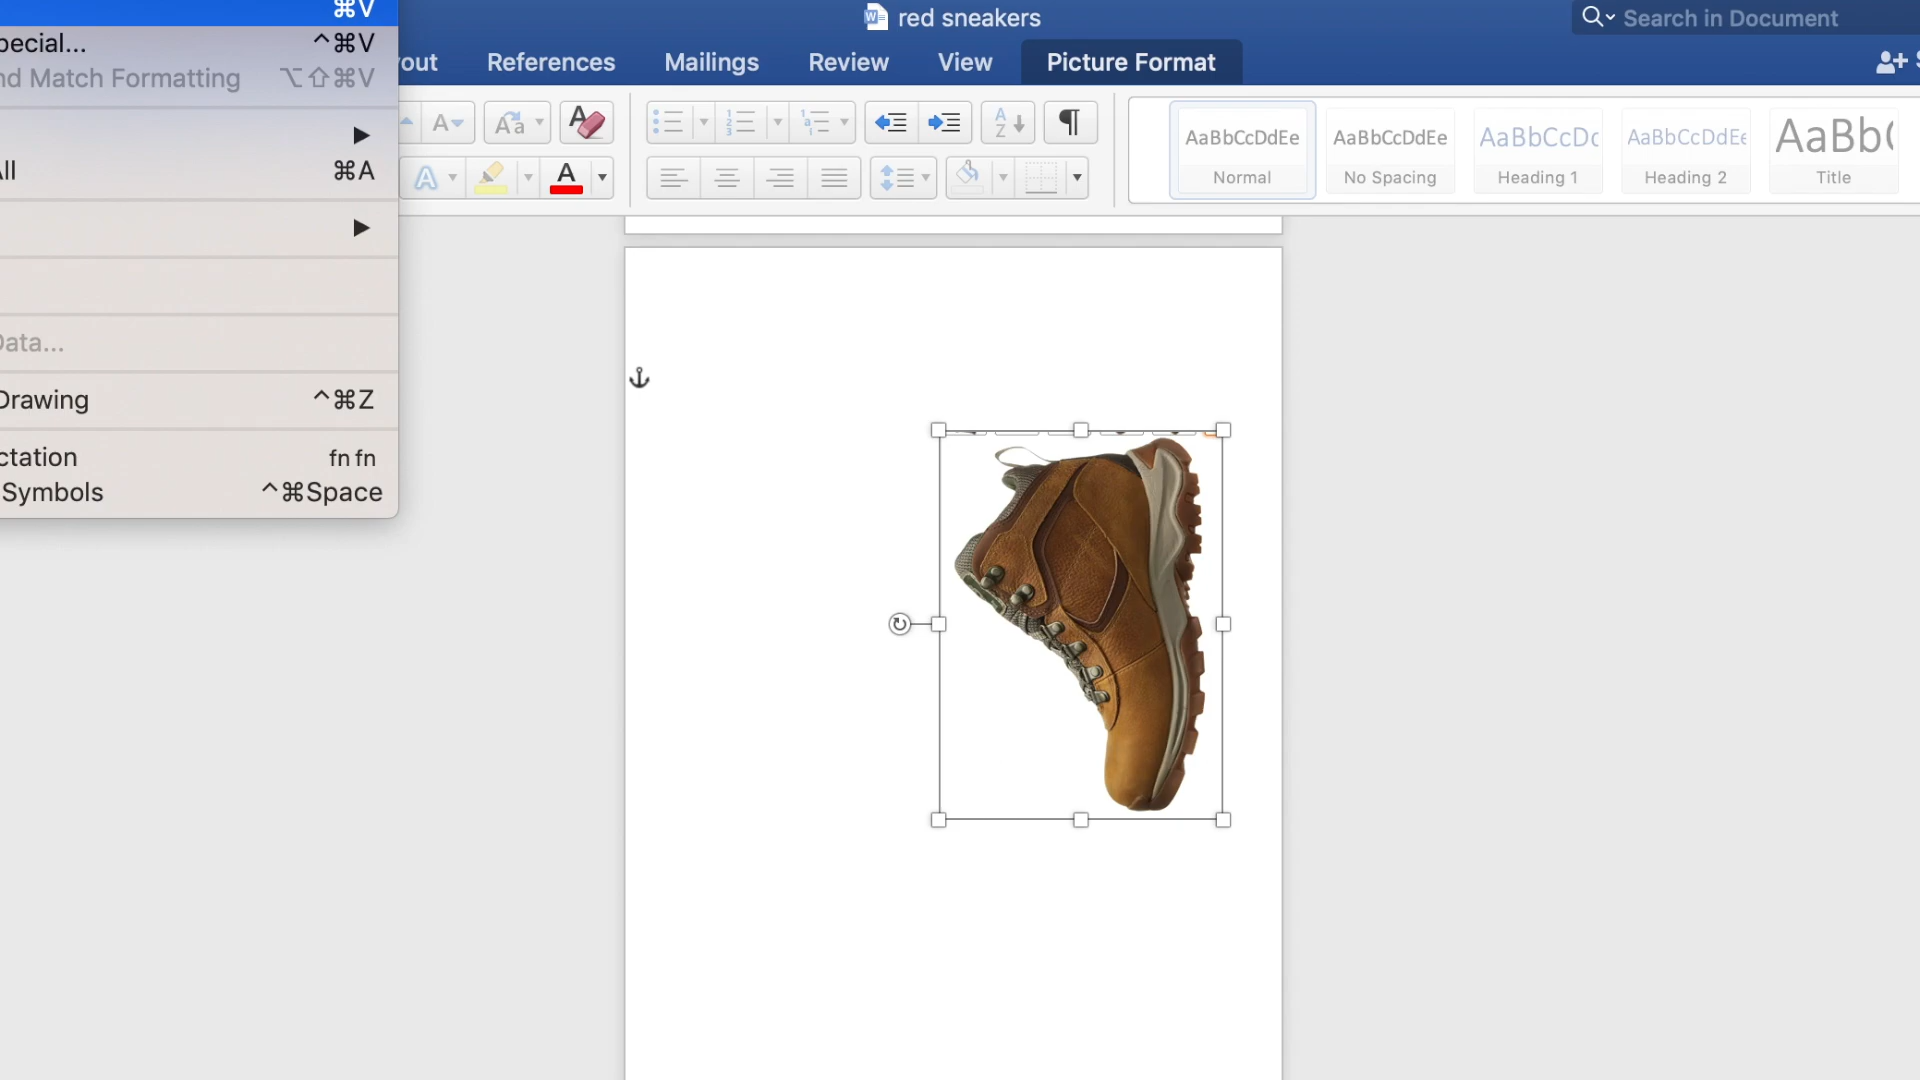 ⌘V
red sneakers
Search in Document
pecial... ^⌘V
nd Match Formatting ⌥⇧⌘V
yout References Mailings Review View Picture Format
ll ⌘A
AaBbCcDdEe AaBbCcDdEe AaBbCcDc AaBbCcDdEe AaBb(
Normal No Spacing Heading 1 Heading 2 Title
Data...
Drawing ^⌘Z
ctation fn fn
Symbols ^⌘Space